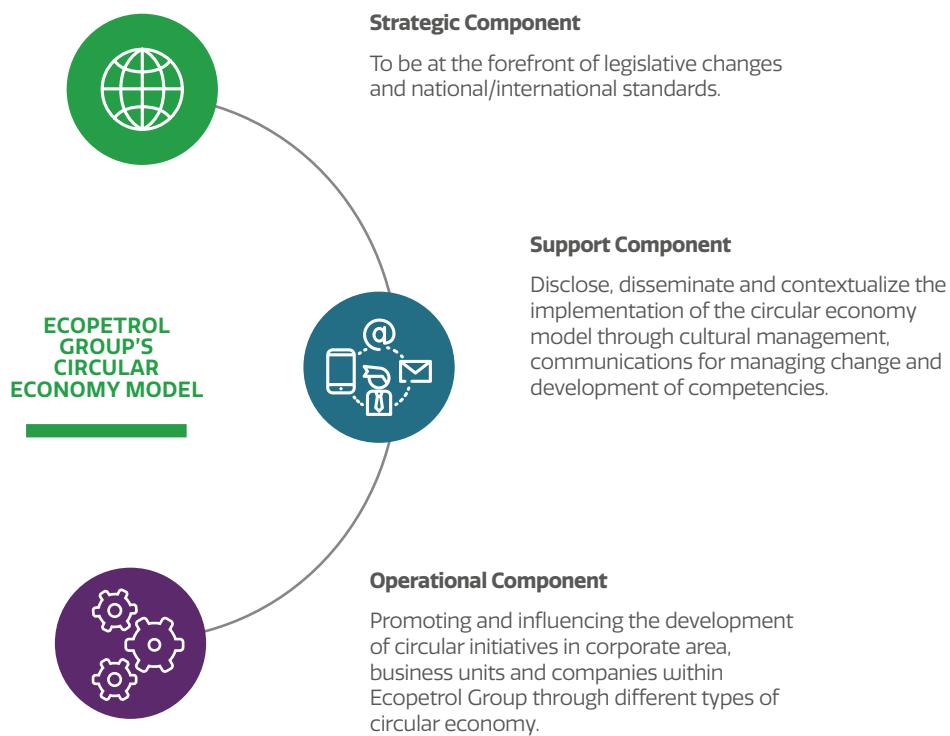 Strategic Component
To be at the forefront of legislative changes
and national/international standards.
ECOPETROL
GROUP'S
CIRCULAR
ECONOMY MODEL
@
Support Component
Disclose, disseminate and contextualize the
implementation of the circular economy
model through cultural management,
communications for managing change and
development of competencies.
Operational Component
Promoting and influencing the development
of circular initiatives in corporate area,
business units and companies within
Ecopetrol Group through different types of
circular economy.